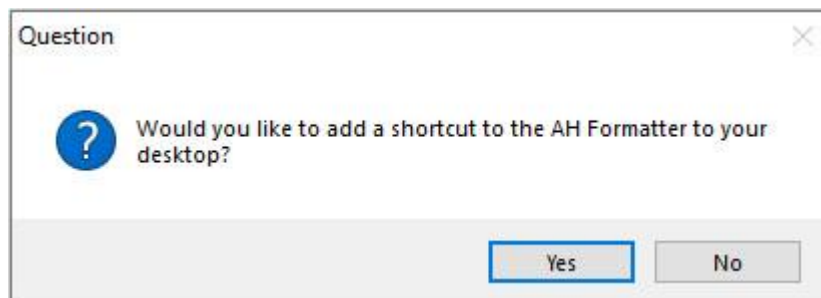 Question
Would you like to add a shortcut to the AH Formatter to your
desktop?
Yes No